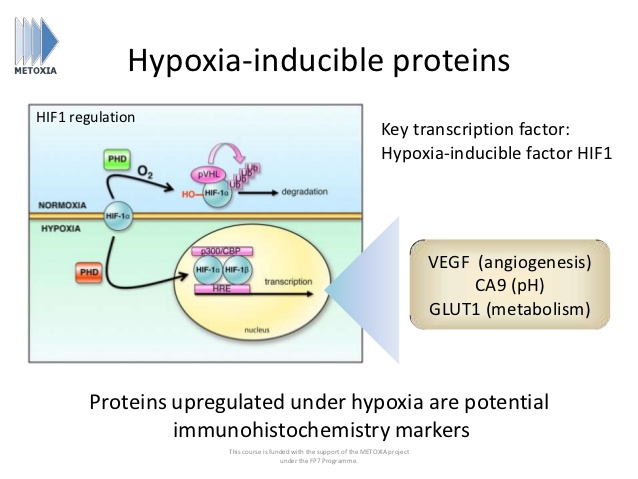 METOXIA
Hypoxia-inducible proteins
HIF1 regulation
PHD
O2
pVHL
Ub
Ub
Ub
Ub
HO
HIF-1α
degradation
NORMOXIA
HIF-1α
HYPOXIA
PHD
p300/CBP
HIF-1α
HIF-1β
HRE
transcription
nucleus
Key transcription factor:
Hypoxia-inducible factor HIF1
VEGF (angiogenesis)
CA9 (pH)
GLUT1 (metabolism)
Proteins upregulated under hypoxia are potential
immunohistochemistry markers
This course is funded with the support of the METOXIA project
under the FP7 Programme.